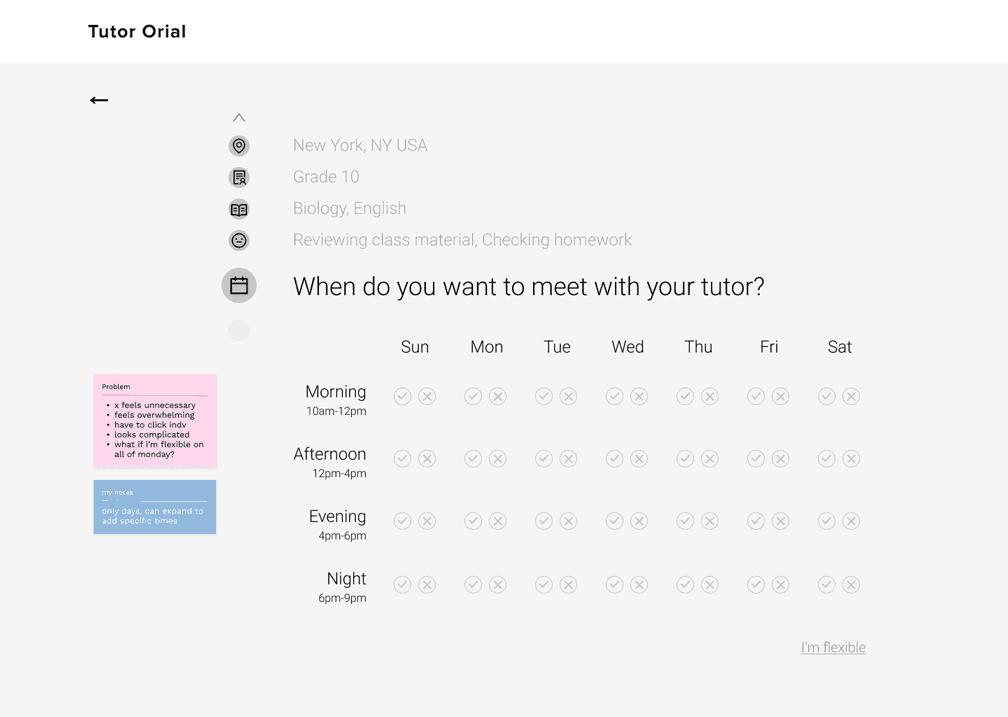 Tutor Orial
New York, NY USA
Grade 10
Biology, English
Reviewing class material, Checking homework
When do you want to meet with your tutor?
Sun Mon Tue Wed Thu Fri Sat
Morning
10am-12pm
Afternoon
12pm-4pm
Evening
4pm-6pm
Night
6pm-9pm
I'm flexible
Problem
• x feels unnecessary
• feels overwhelming
• have to click indv
• looks complicated
• what if i'm flexible on
all of monday?
my notes
only days, can expand to
add specific times